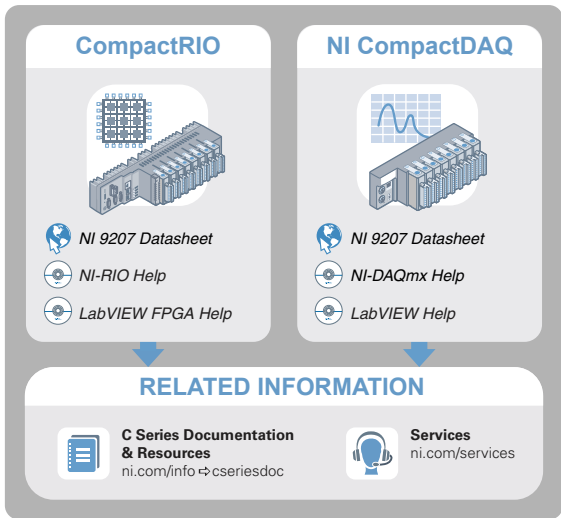 CompactRIO
NI 9207 Datasheet
NI-RIO Help
LabVIEW FPGA Help
NI CompactDAQ
NI 9207 Datasheet
NI-DAQmx Help
LabVIEW Help
RELATED INFORMATION
C Series Documentation
& Resources
ni.com/info ⇨ cseriesdoc
Services
ni.com/services